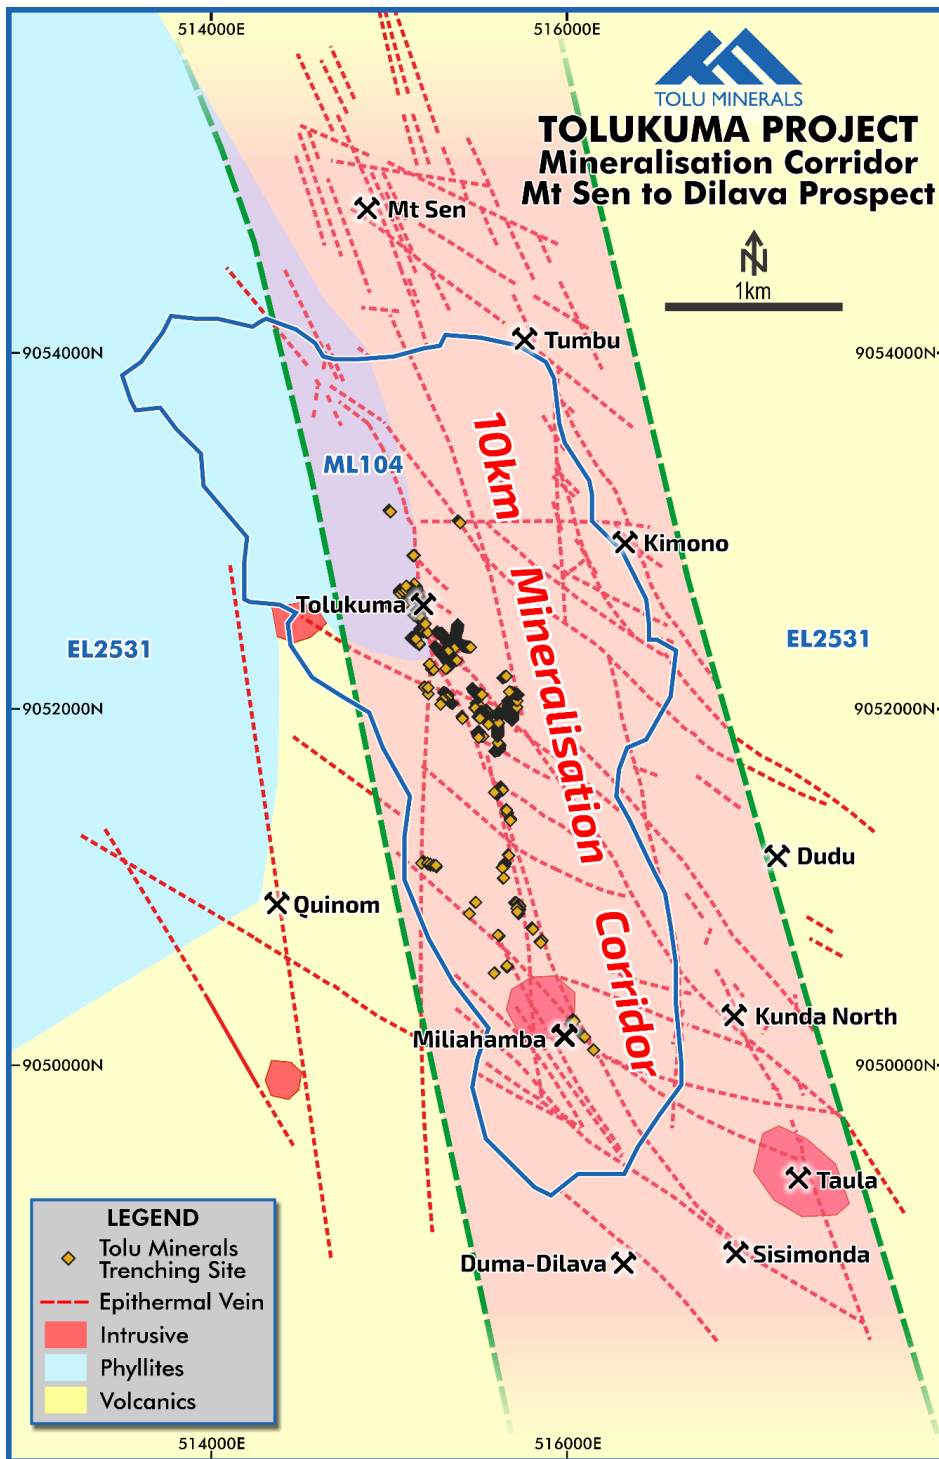 514000E
516000E
TOLU MINERALS
TOLUKUMA PROJECT
Mineralisation Corridor
Mt Sen to Dilava Prospect
N
1km
Mt Sen
Tumbu
9054000N
9054000N
10km Mineralisation Corridor
ML104
Kimono
Tolukuma
EL2531
EL2531
9052000N
9052000N
Dudu
Quinom
Kunda North
Miliahamba
9050000N
9050000N
Taula
Sisimonda
Duma-Dilava
LEGEND
Tolu Minerals
Trenching Site
Epithermal Vein
Intrusive
Phyllites
Volcanics
514000E
516000E